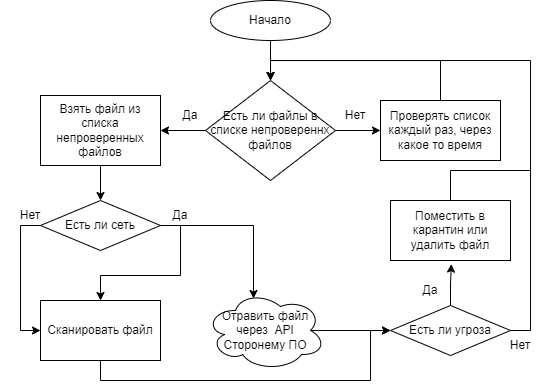 Начало
Есть ли файлы в
списке непровереннх
файлов
Да
Нет
Взять файл из
списка
непроверенных
файлов
Проверять список
каждый раз, через
какое то время
Нет
Есть ли сеть
Да
Поместить в
карантин или
удалить файл
Да
Сканировать файл
Отравить файл
через API
Сторонему ПО
Есть ли угроза
Нет